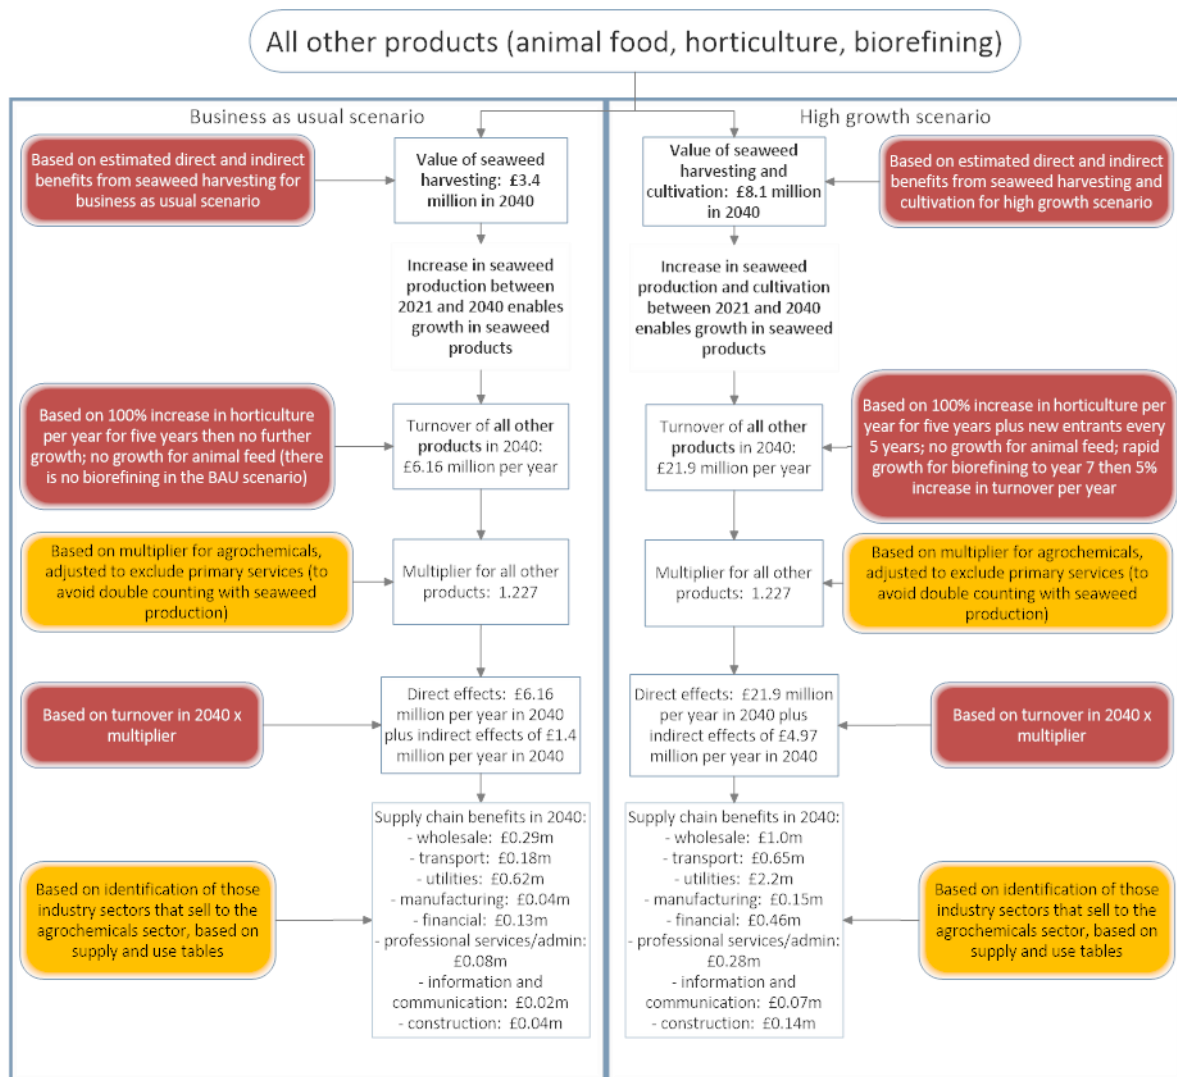 All other products (animal food, horticulture, biorefining)
Business as usual scenario
Based on estimated direct and indirect
benefits from seaweed harvesting for
business as usual scenario
Value of seaweed
harvesting: £3.4
million in 2040
Increase in seaweed
production between
2021 and 2040 enables
growth in seaweed
products
Based on 100% increase in horticulture
per year for five years then no further
growth; no growth for animal feed (there
is no biorefining in the BAU scenario)
Turnover of all other
products in 2040:
£6.16 million per year
Based on multiplier for agrochemicals,
adjusted to exclude primary services (to
avoid double counting with seaweed
production)
Multiplier for all other
products: 1.227
Based on turnover in 2040 x
multiplier
Direct effects: £6.16
million per year in 2040
plus indirect effects of £1.4
million per year in 2040
Based on identification of those
industry sectors that sell to the
agrochemicals sector, based on
supply and use tables
Supply chain benefits in 2040:
- wholesale: £0.29m
- transport: £0.18m
- utilities: £0.62m
- manufacturing: £0.04m
- financial: £0.13m
- professional services/admin:
£0.08m
- information and
communication: £0.02m
- construction: £0.04m
High growth scenario
Value of seaweed
harvesting and
cultivation: £8.1 million
in 2040
Based on estimated direct and indirect
benefits from seaweed harvesting and
cultivation for high growth scenario
Increase in seaweed
production and cultivation
between 2021 and 2040
enables growth in seaweed
products
Turnover of all other
products in 2040:
£21.9 million per year
Based on 100% increase in horticulture per
year for five years plus new entrants every
5 years; no growth for animal feed; rapid
growth for biorefining to year 7 then 5%
increase in turnover per year
Multiplier for all other
products: 1.227
Based on multiplier for agrochemicals,
adjusted to exclude primary services (to
avoid double counting with seaweed
production)
Direct effects: £21.9 million
per year in 2040 plus
indirect effects of £4.97
million per year in 2040
Based on turnover in 2040 x
multiplier
Supply chain benefits in 2040:
- wholesale: £1.0m
- transport: £0.65m
- utilities: £2.2m
- manufacturing: £0.15m
- financial: £0.46m
- professional services/admin:
£0.28m
- information and
communication: £0.07m
- construction: £0.14m
Based on identification of those
industry sectors that sell to the
agrochemicals sector, based on
supply and use tables